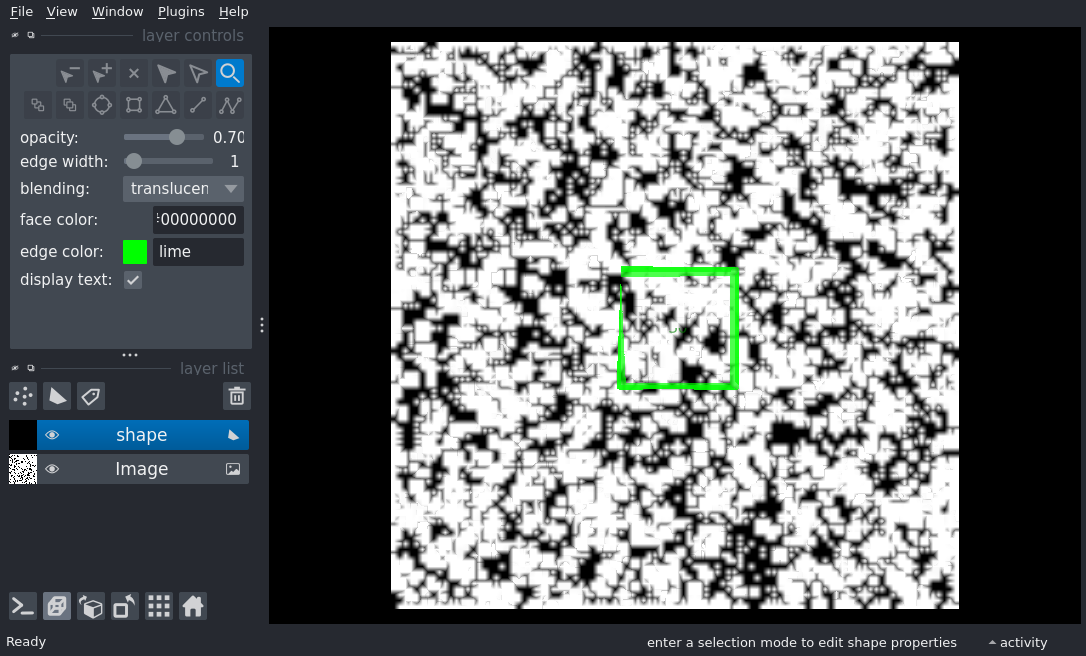 File View Window Plugins Help
layer controls
opacity: 0.70
edge width: 1
blending: translucen
face color: 00000000
edge color: lime
display text:
layer list
shape
Image
Ready
enter a selection mode to edit shape properties
activity